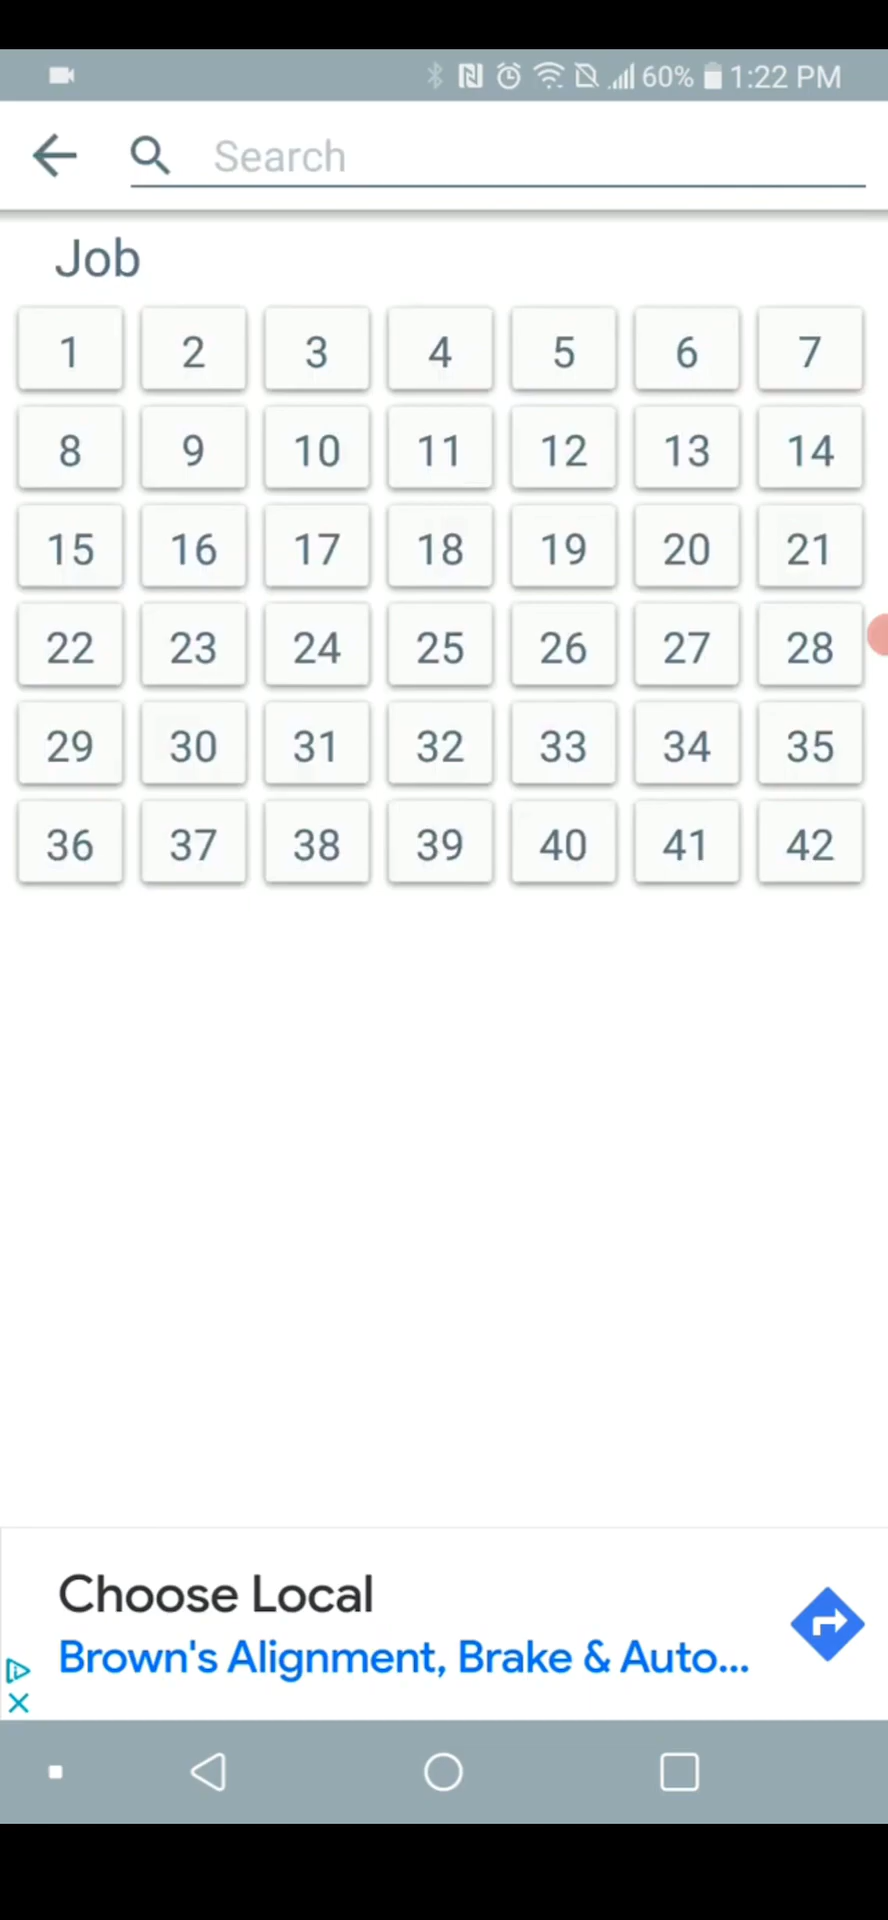 60% 1:22 PM
Search
Job
1 2 3 4 5 6 7
8 9 10 11 12 13 14
15 16 17 18 19 20 21
22 23 24 25 26 27 28
29 30 31 32 33 34 35
36 37 38 39 40 41 42
Choose Local
Brown's Alignment, Brake & Auto...